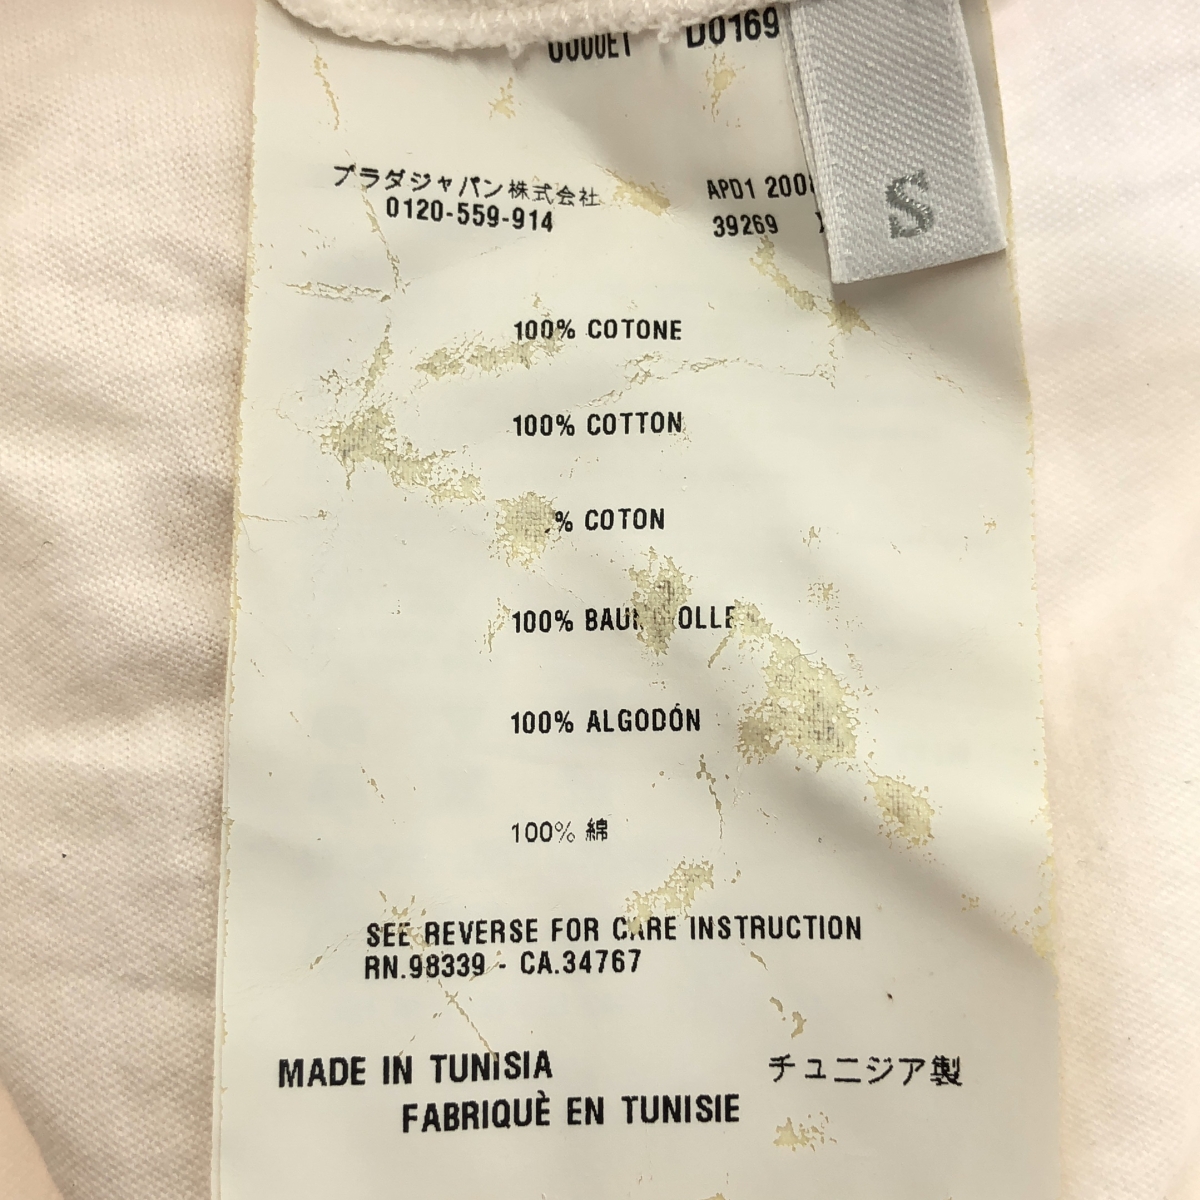 D0169
プラダジャパン株式会社
0120-559-914
APD1
39269
S
100% COTONE
100% COTTON
% COTON
100%
100% ALGODÓN
100% 綿
SEE REVERSE FOR CARE INSTRUCTION
RN.98339 - CA.34767
MADE IN TUNISIA
チュニジア製
FABRIQUÈ EN TUNISIE